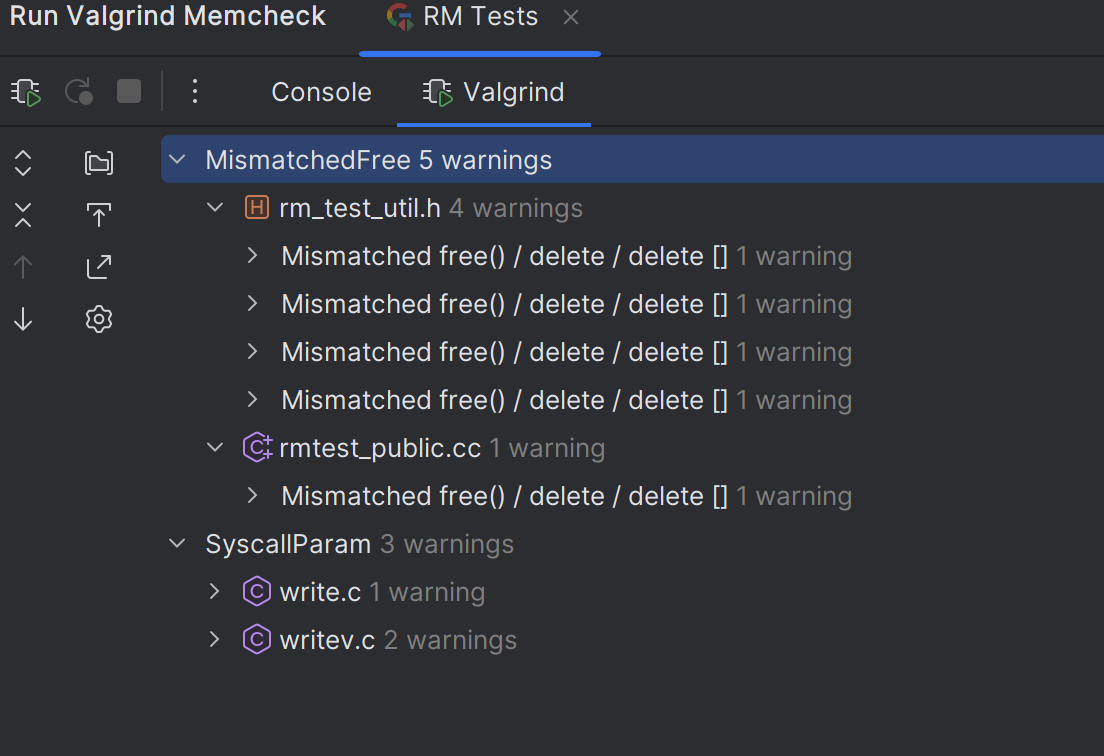 Run Valgrind Memcheck RM Tests
Console Valgrind
MismatchedFree 5 warnings
H rm_test_util.h 4 warnings
Mismatched free() / delete / delete [] 1 warning
Mismatched free() / delete / delete [] 1 warning
Mismatched free() / delete / delete [] 1 warning
Mismatched free() / delete / delete [] 1 warning
C++ rmtest_public.cc 1 warning
Mismatched free() / delete / delete [] 1 warning
SyscallParam 3 warnings
C write.c 1 warning
C writev.c 2 warnings